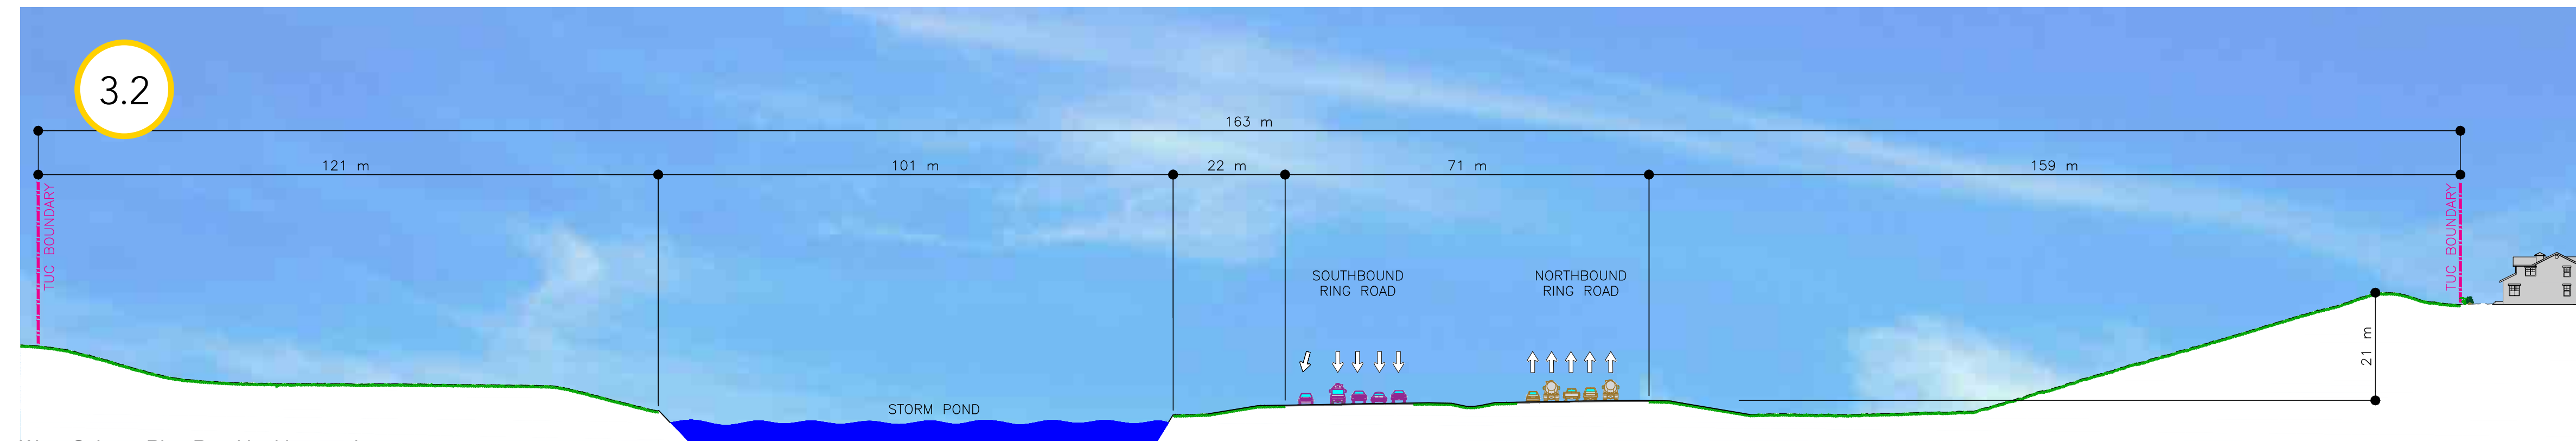 3.2
163 m
121 m
101 m
22 m
71 m
159 m
TUC BOUNDARY
TUC BOUNDARY
SOUTHBOUND
RING ROAD
NORTHBOUND
RING ROAD
21 m
STORM POND